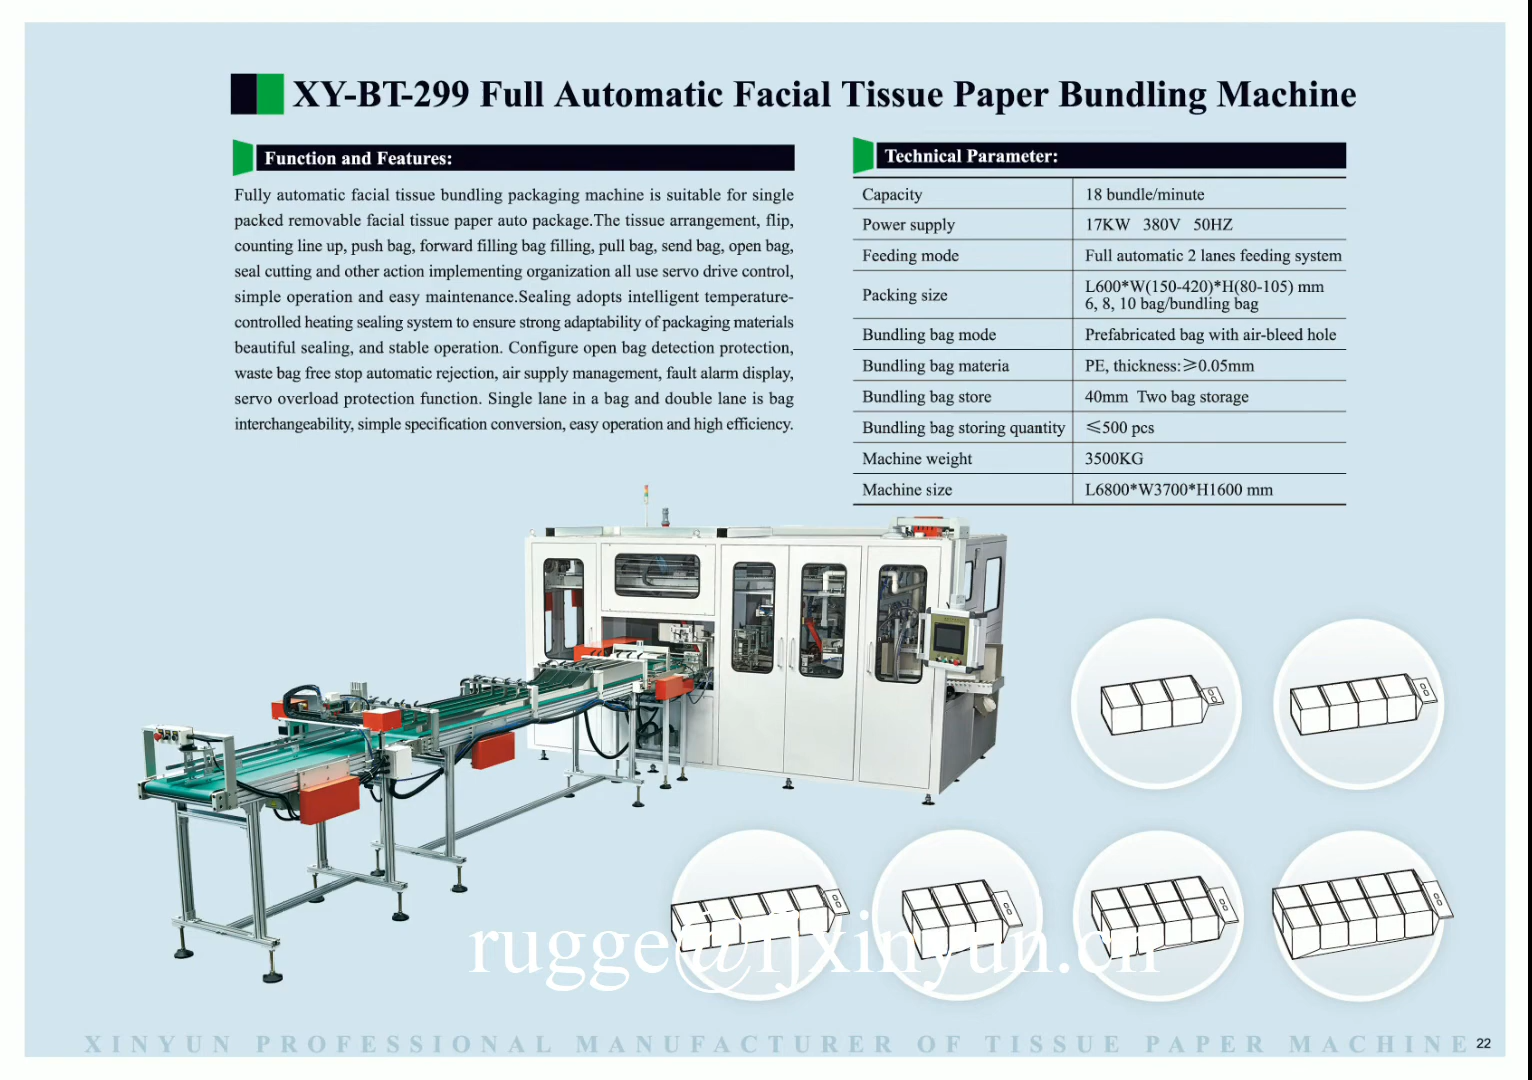 XY-BT-299 Full Automatic Facial Tissue Paper Bundling Machine
Function and Features:
Fully automatic facial tissue bundling packaging machine is suitable for single
packed removable facial tissue paper auto package.The tissue arrangement, flip,
counting line up, push bag, forward filling bag filling, pull bag, send bag, open bag,
seal cutting and other action implementing organization all use servo drive control,
simple operation and easy maintenance.Sealing adopts intelligent temperature-
controlled heating sealing system to ensure strong adaptability of packaging materials
beautiful sealing, and stable operation. Configure open bag detection protection,
waste bag free stop automatic rejection, air supply management, fault alarm display,
servo overload protection function. Single lane in a bag and double lane is bag
interchangeability, simple specification conversion, easy operation and high efficiency.
Technical Parameter:
Capacity 18 bundle/minute
Power supply 17KW 380V 50HZ
Feeding mode Full automatic 2 lanes feeding system
Packing size L600*W(150-420)*H(80-105) mm
6, 8, 10 bag/bundling bag
Bundling bag mode Prefabricated bag with air-bleed hole
Bundling bag materia PE, thickness:≥0.05mm
Bundling bag store 40mm Two bag storage
Bundling bag storing quantity ≤500 pcs
Machine weight 3500KG
Machine size L6800*W3700*H1600 mm
rugge@fjxinyun.cn
XINYUN PROFESSIONAL MANUFACTURER OF TISSUE PAPER MACHINE 22